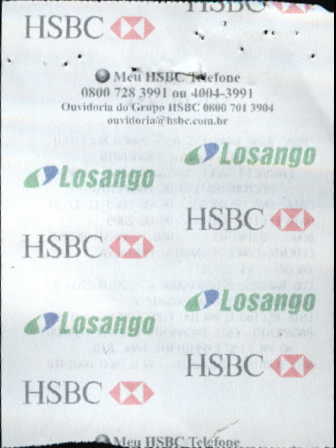 HSBC
HSBC
Meu HSBC Telefone
0800 728 3991 ou 4004-3991
Ouvidoria do Grupo HSBC 0800 701 3904
ouvidoria@hsbc.com.br
Losango
Losango
HSBC
HSBC
Losango
Losango
HSBC
HSBC
Meu HSBC Telefone